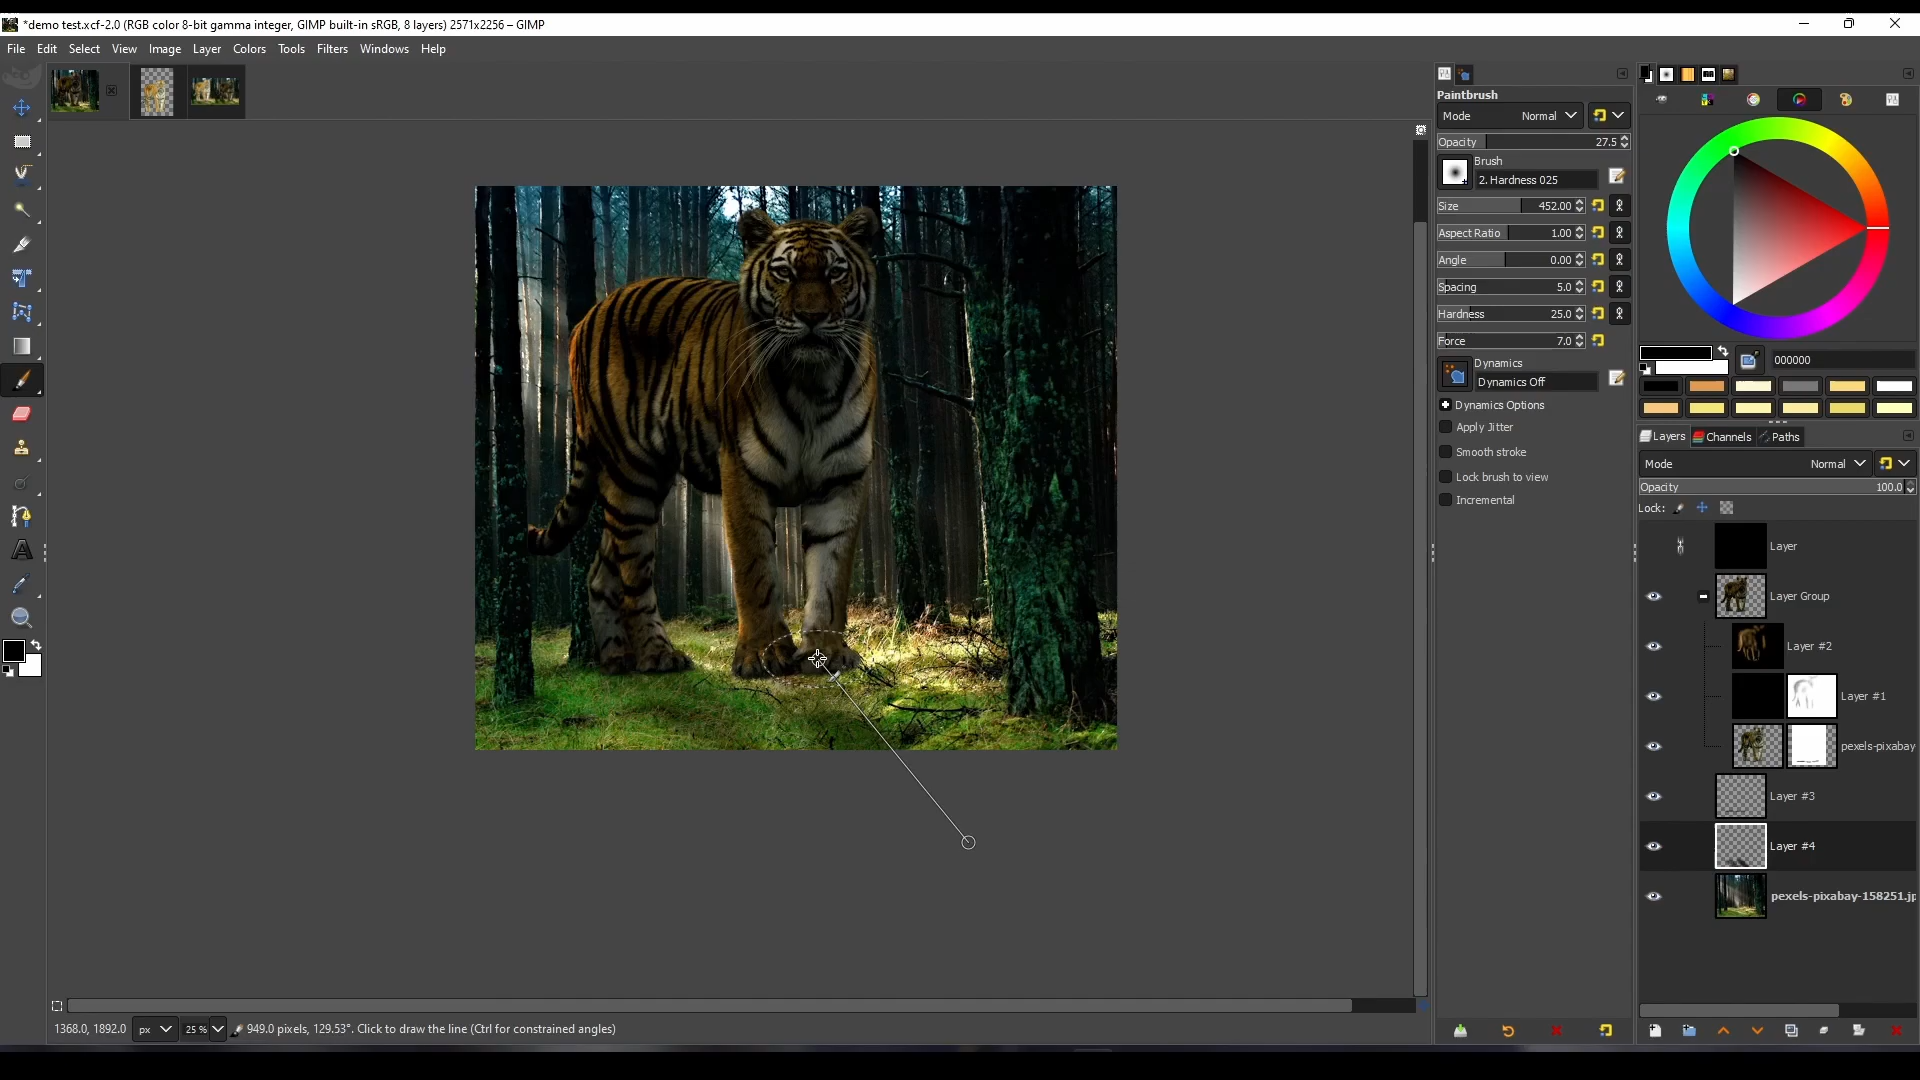 *demo test.xcf-2.0 (RGB color 8-bit gamma integer, GIMP built-in sRGB, 8 layers) 2571x2256 – GIMP
File Edit Select View Image Layer Colors Tools Filters Windows Help
Paintbrush
Mode Normal
Opacity 27.5
Brush
2. Hardness 025
Size 452.00
Aspect Ratio 1.00
Angle 0.00
Spacing 5.0
Hardness 25.0
Force 7.0
Dynamics
Dynamics Off
Dynamics Options
Apply Jitter
Smooth stroke
Lock brush to view
Incremental
000000
Layers Channels Paths
Mode Normal
Opacity 100.0
Lock:
Layer
Layer Group
Layer #2
Layer #1
pexels-pixabay
Layer #3
Layer #4
pexels-pixabay-158251.jp
1368.0, 1892.0 px 25 % 949.0 pixels, 129.53°. Click to draw the line (Ctrl for constrained angles)